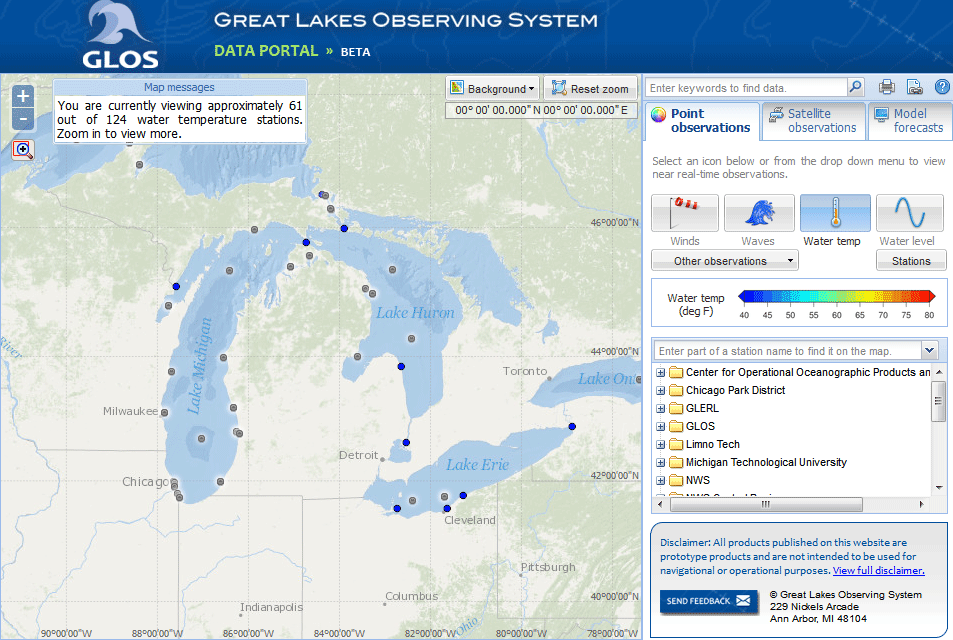 GREAT LAKES OBSERVING SYSTEM
DATA PORTAL » BETA
GLOS
Map messages
You are currently viewing approximately 61
out of 124 water temperature stations.
Zoom in to view more.
Background
Reset zoom
00° 00' 00.000" N 00° 00' 00.000" E
Enter keywords to find data.
Point
observations
Satellite
observations
Model
forecasts
Select an icon below or from the drop down menu to view
near real-time observations.
Winds
Waves
Water temp
Water level
Other observations
Stations
Water temp
(deg F)
40 45 50 55 60 65 70 75 80
Enter part of a station name to find it on the map.
Center for Operational Oceanographic Products an
Chicago Park District
GLERL
GLOS
Limno Tech
Michigan Technological University
NWS
Disclaimer: All products published on this website are
prototype products and are not intended to be used for
navigational or operational purposes. View full disclaimer.
SEND FEEDBACK
© Great Lakes Observing System
229 Nickels Arcade
Ann Arbor, MI 48104
46°00'00"N
Lake Huron
Lake Michigan
River
44°00'00"N
Toronto
Lake Ont
Milwaukee
Detroit
Lake Erie
Chicago
42°00'00"N
Cleveland
Pittsburgh
Columbus
40°00'00"N
Indianapolis
Ohio
90°00'00"W 88°00'00"W 86°00'00"W 84°00'00"W 82°00'00"W 80°00'00"W 78°00'00"W